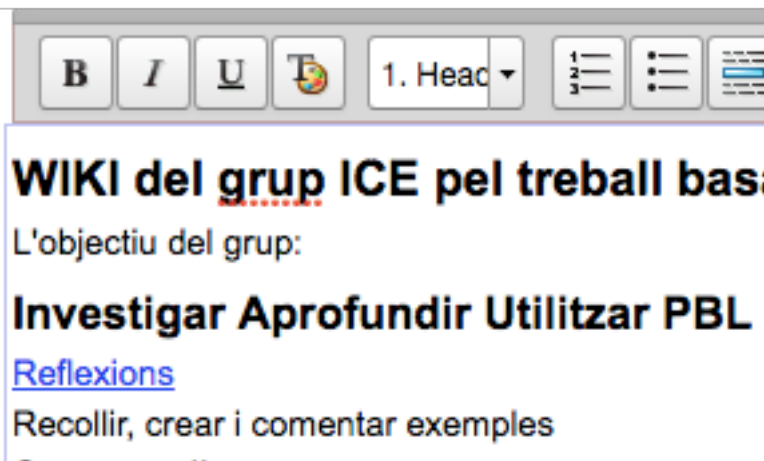 B I U T 1. Head
WIKI del grup ICE pel treball
L'objectiu del grup:
Investigar Aprofundir Utilitzar PBL
Reflexions
Recollir, crear i comentar exemples